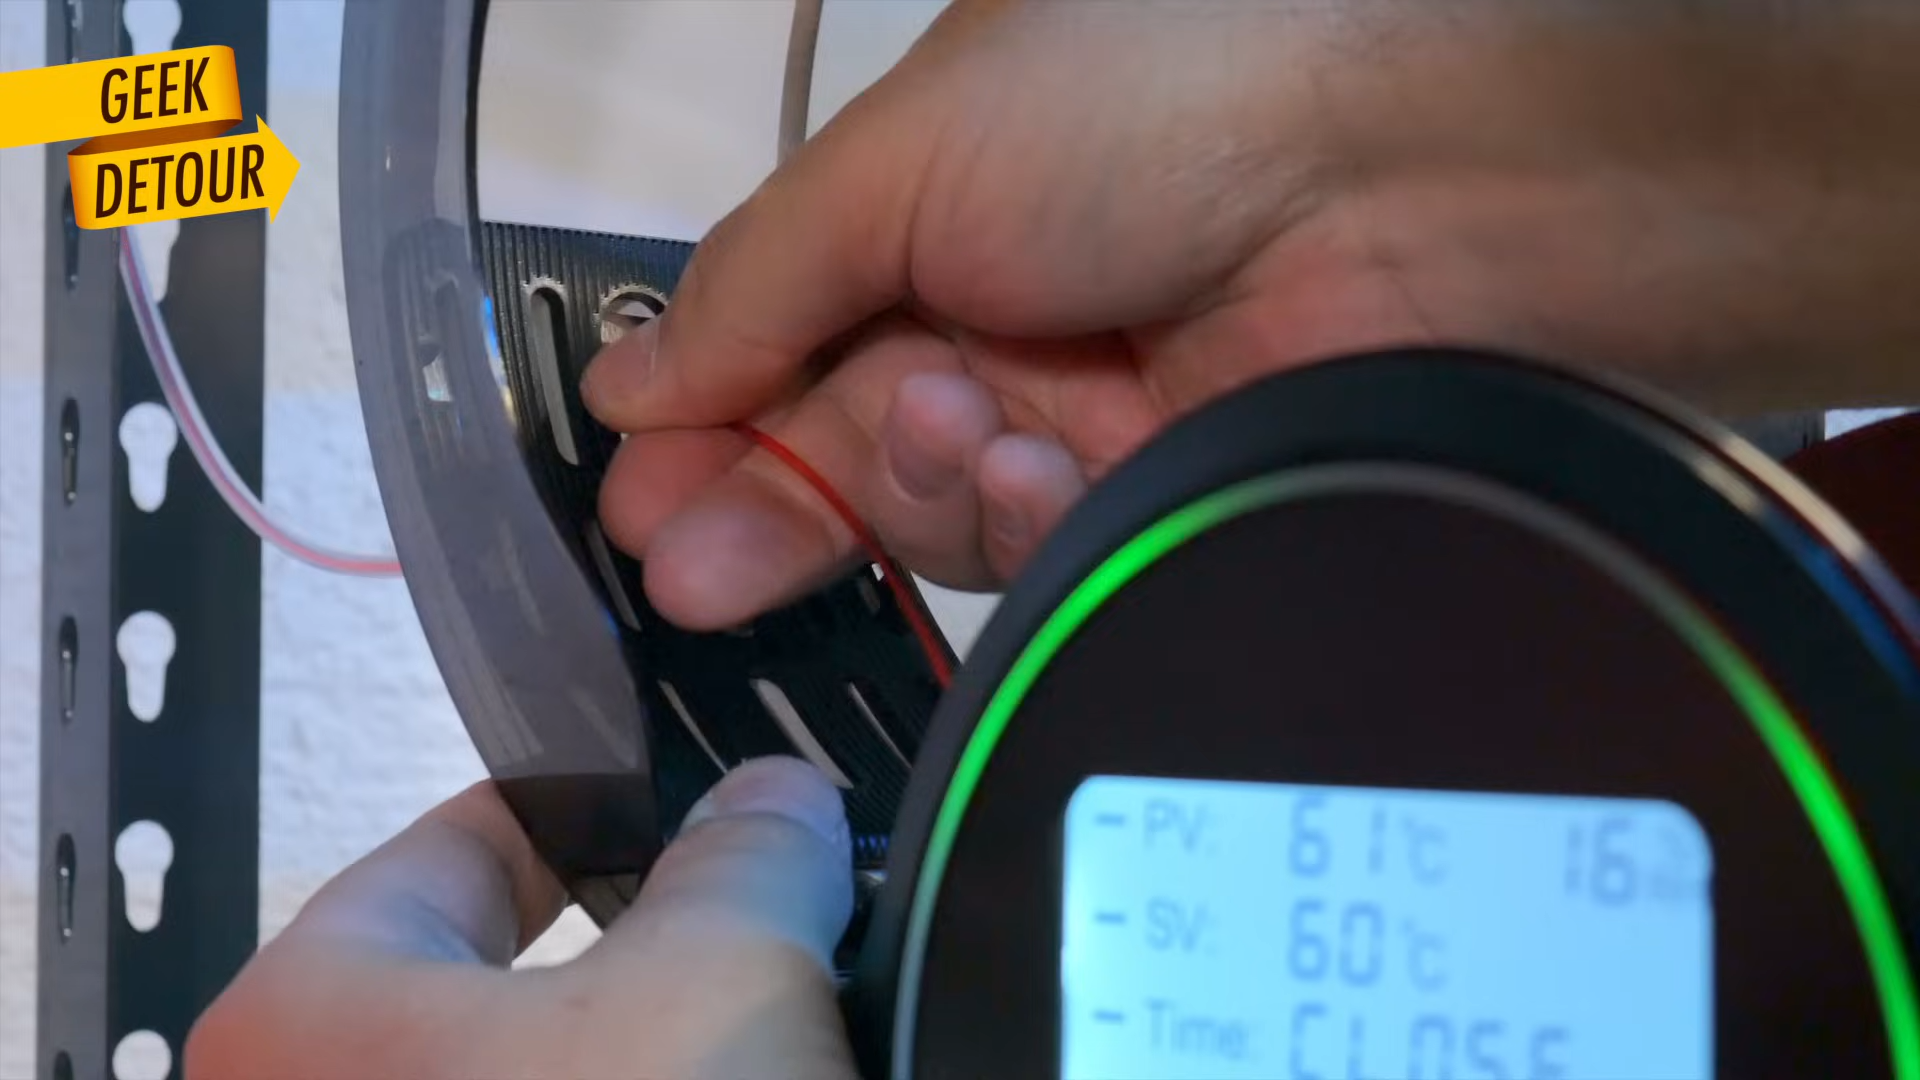 GEEK
DETOUR
- PV: 61°C 16
- SV: 60°C
- Time: CLOSE